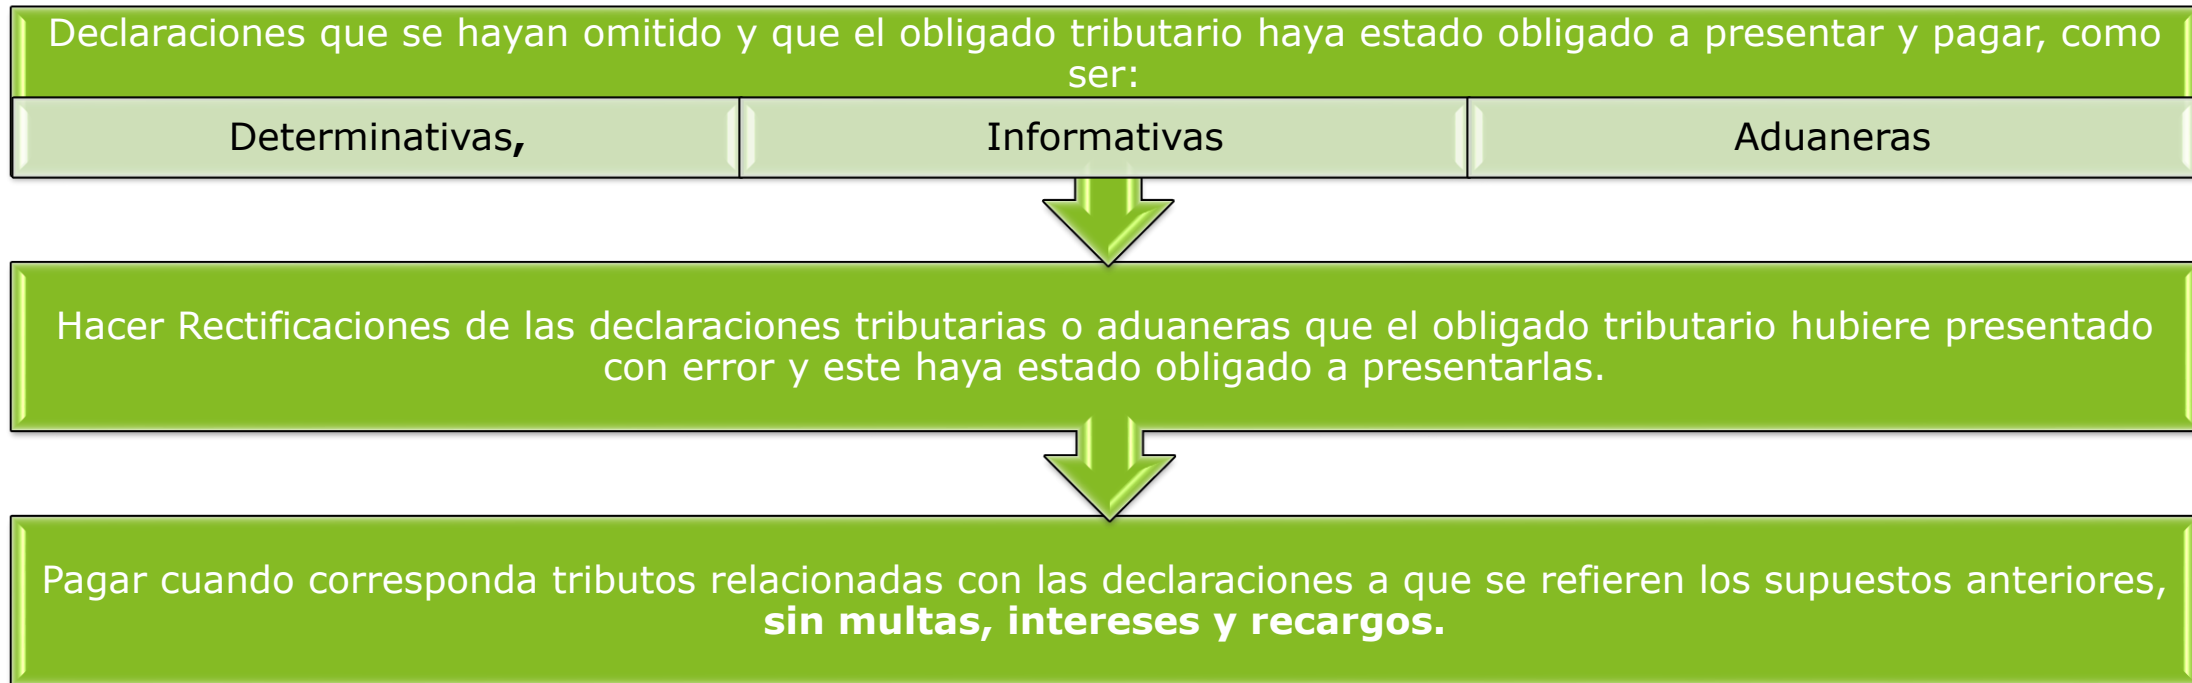 Declaraciones que se hayan omitido y que el obligado tributario haya estado obligado a presentar y pagar, como
ser:
Determinativas,
Informativas
Aduaneras
Hacer Rectificaciones de las declaraciones tributarias o aduaneras que el obligado tributario hubiere presentado
con error y este haya estado obligado a presentarlas.
Pagar cuando corresponda tributos relacionadas con las declaraciones a que se refieren los supuestos anteriores,
sin multas, intereses y recargos.